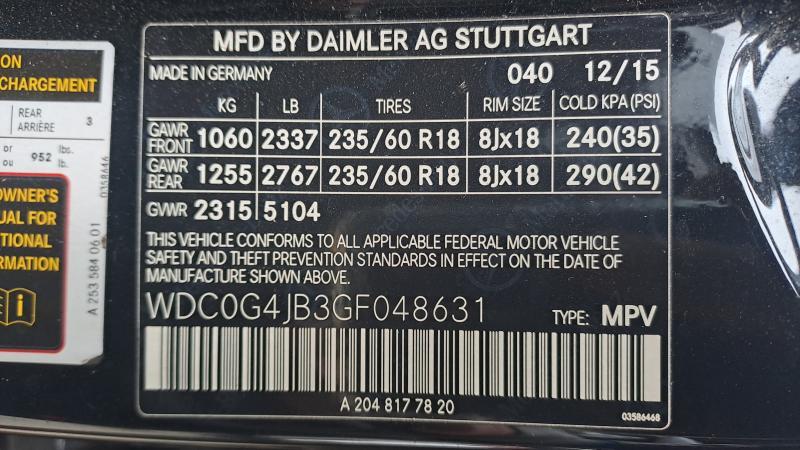 ON
CHARGEMENT
REAR
ARRIÈRE 3
or
ou 952 lbs.
lb.
OWNER'S
UAL FOR
TIONAL
RMATION
i
A 253 584 06 01
0358646
MFD BY DAIMLER AG STUTTGART
MADE IN GERMANY 040 12/15
KG LB TIRES RIM SIZE COLD KPA(PSI)
GAWR FRONT 1060 2337 235/60 R18 8Jx18 240(35)
GAWR REAR 1255 2767 235/60 R18 8Jx18 290(42)
GVWR 2315 5104
THIS VEHICLE CONFORMS TO ALL APPLICABLE FEDERAL MOTOR VEHICLE
SAFETY AND THEFT PREVENTION STANDARDS IN EFFECT ON THE DATE OF
MANUFACTURE SHOWN ABOVE.
WDC0G4JB3GF048631 TYPE: MPV
A 204 817 78 20
03586468